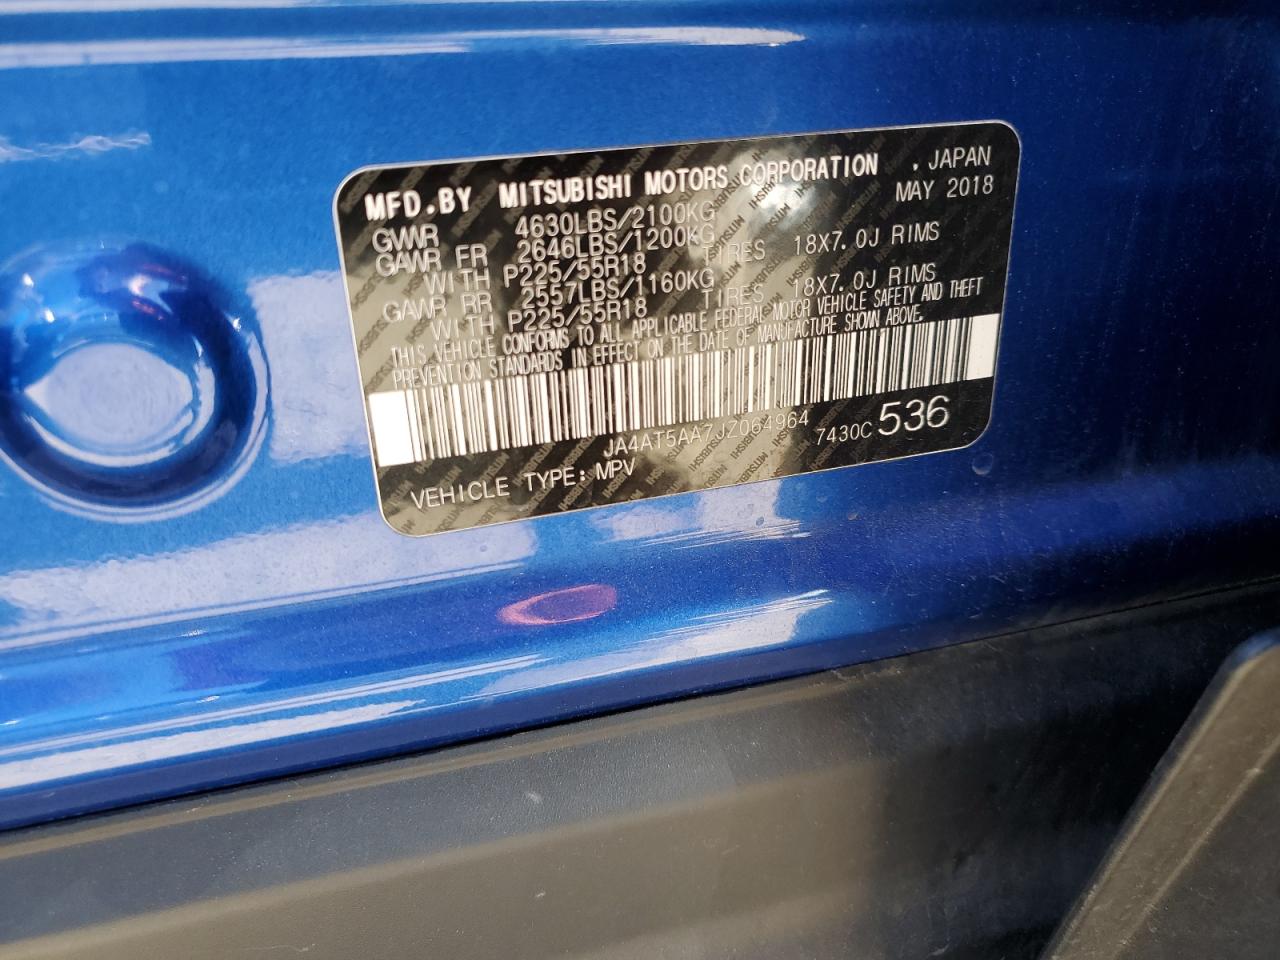 MFD.BY MITSUBISHI MOTORS CORPORATION . JAPAN
GVWR 4630LBS/2100KG MAY 2018
GAWR FR 2646LBS/1200KG
WITH P225/55R18 TIRES 18X7.0J RIMS
GAWR RR 2557LBS/1160KG
WITH P225/55R18 TIRES 18X7.0J RIMS
THIS VEHICLE CONFORMS TO ALL APPLICABLE FEDERAL MOTOR VEHICLE SAFETY AND THEFT
PREVENTION STANDARDS IN EFFECT ON THE DATE OF MANUFACTURE SHOWN ABOVE.
JA4AT5AA7JZ064964 7430C 536
VEHICLE TYPE: MPV